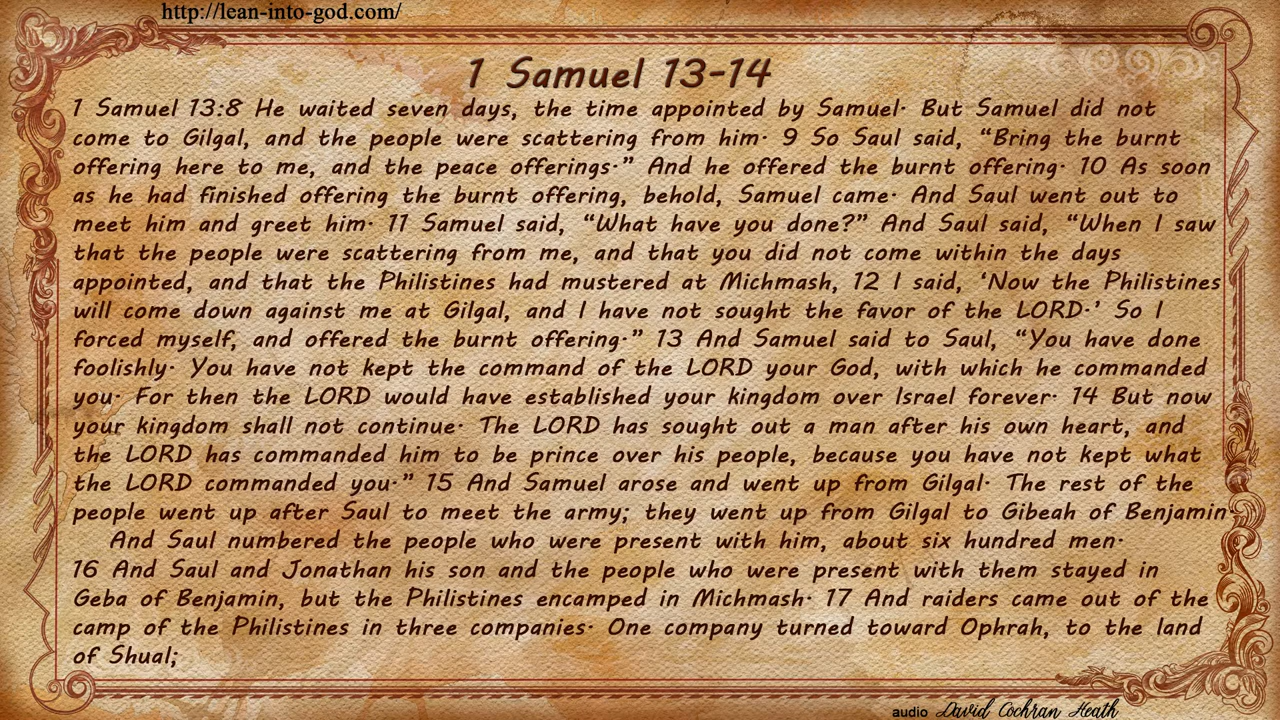 http://lean-into-god.com/
1 Samuel 13-14
1 Samuel 13:8 He waited seven days, the time appointed by Samuel. But Samuel did not
come to Gilgal, and the people were scattering from him. 9 So Saul said, “Bring the burnt
offering here to me, and the peace offerings.” And he offered the burnt offering. 10 As soon
as he had finished offering the burnt offering, behold, Samuel came. And Saul went out to
meet him and greet him. 11 Samuel said, “What have you done?” And Saul said, “When I saw
that the people were scattering from me, and that you did not come within the days
appointed, and that the Philistines had mustered at Michmash, 12 I said, ‘Now the Philistines
will come down against me at Gilgal, and I have not sought the favor of the LORD.’ So I
forced myself, and offered the burnt offering.” 13 And Samuel said to Saul, “You have done
foolishly. You have not kept the command of the LORD your God, with which he commanded
you. For then the LORD would have established your kingdom over Israel forever. 14 But now
your kingdom shall not continue. The LORD has sought out a man after his own heart, and
the LORD has commanded him to be prince over his people, because you have not kept what
the LORD commanded you.” 15 And Samuel arose and went up from Gilgal. The rest of the
people went up after Saul to meet the army; they went up from Gilgal to Gibeah of Benjamin
And Saul numbered the people who were present with him, about six hundred men.
16 And Saul and Jonathan his son and the people who were present with them stayed in
Geba of Benjamin, but the Philistines encamped in Michmash. 17 And raiders came out of the
camp of the Philistines in three companies. One company turned toward Ophrah, to the land
of Shual;
audio David Cochran Heath